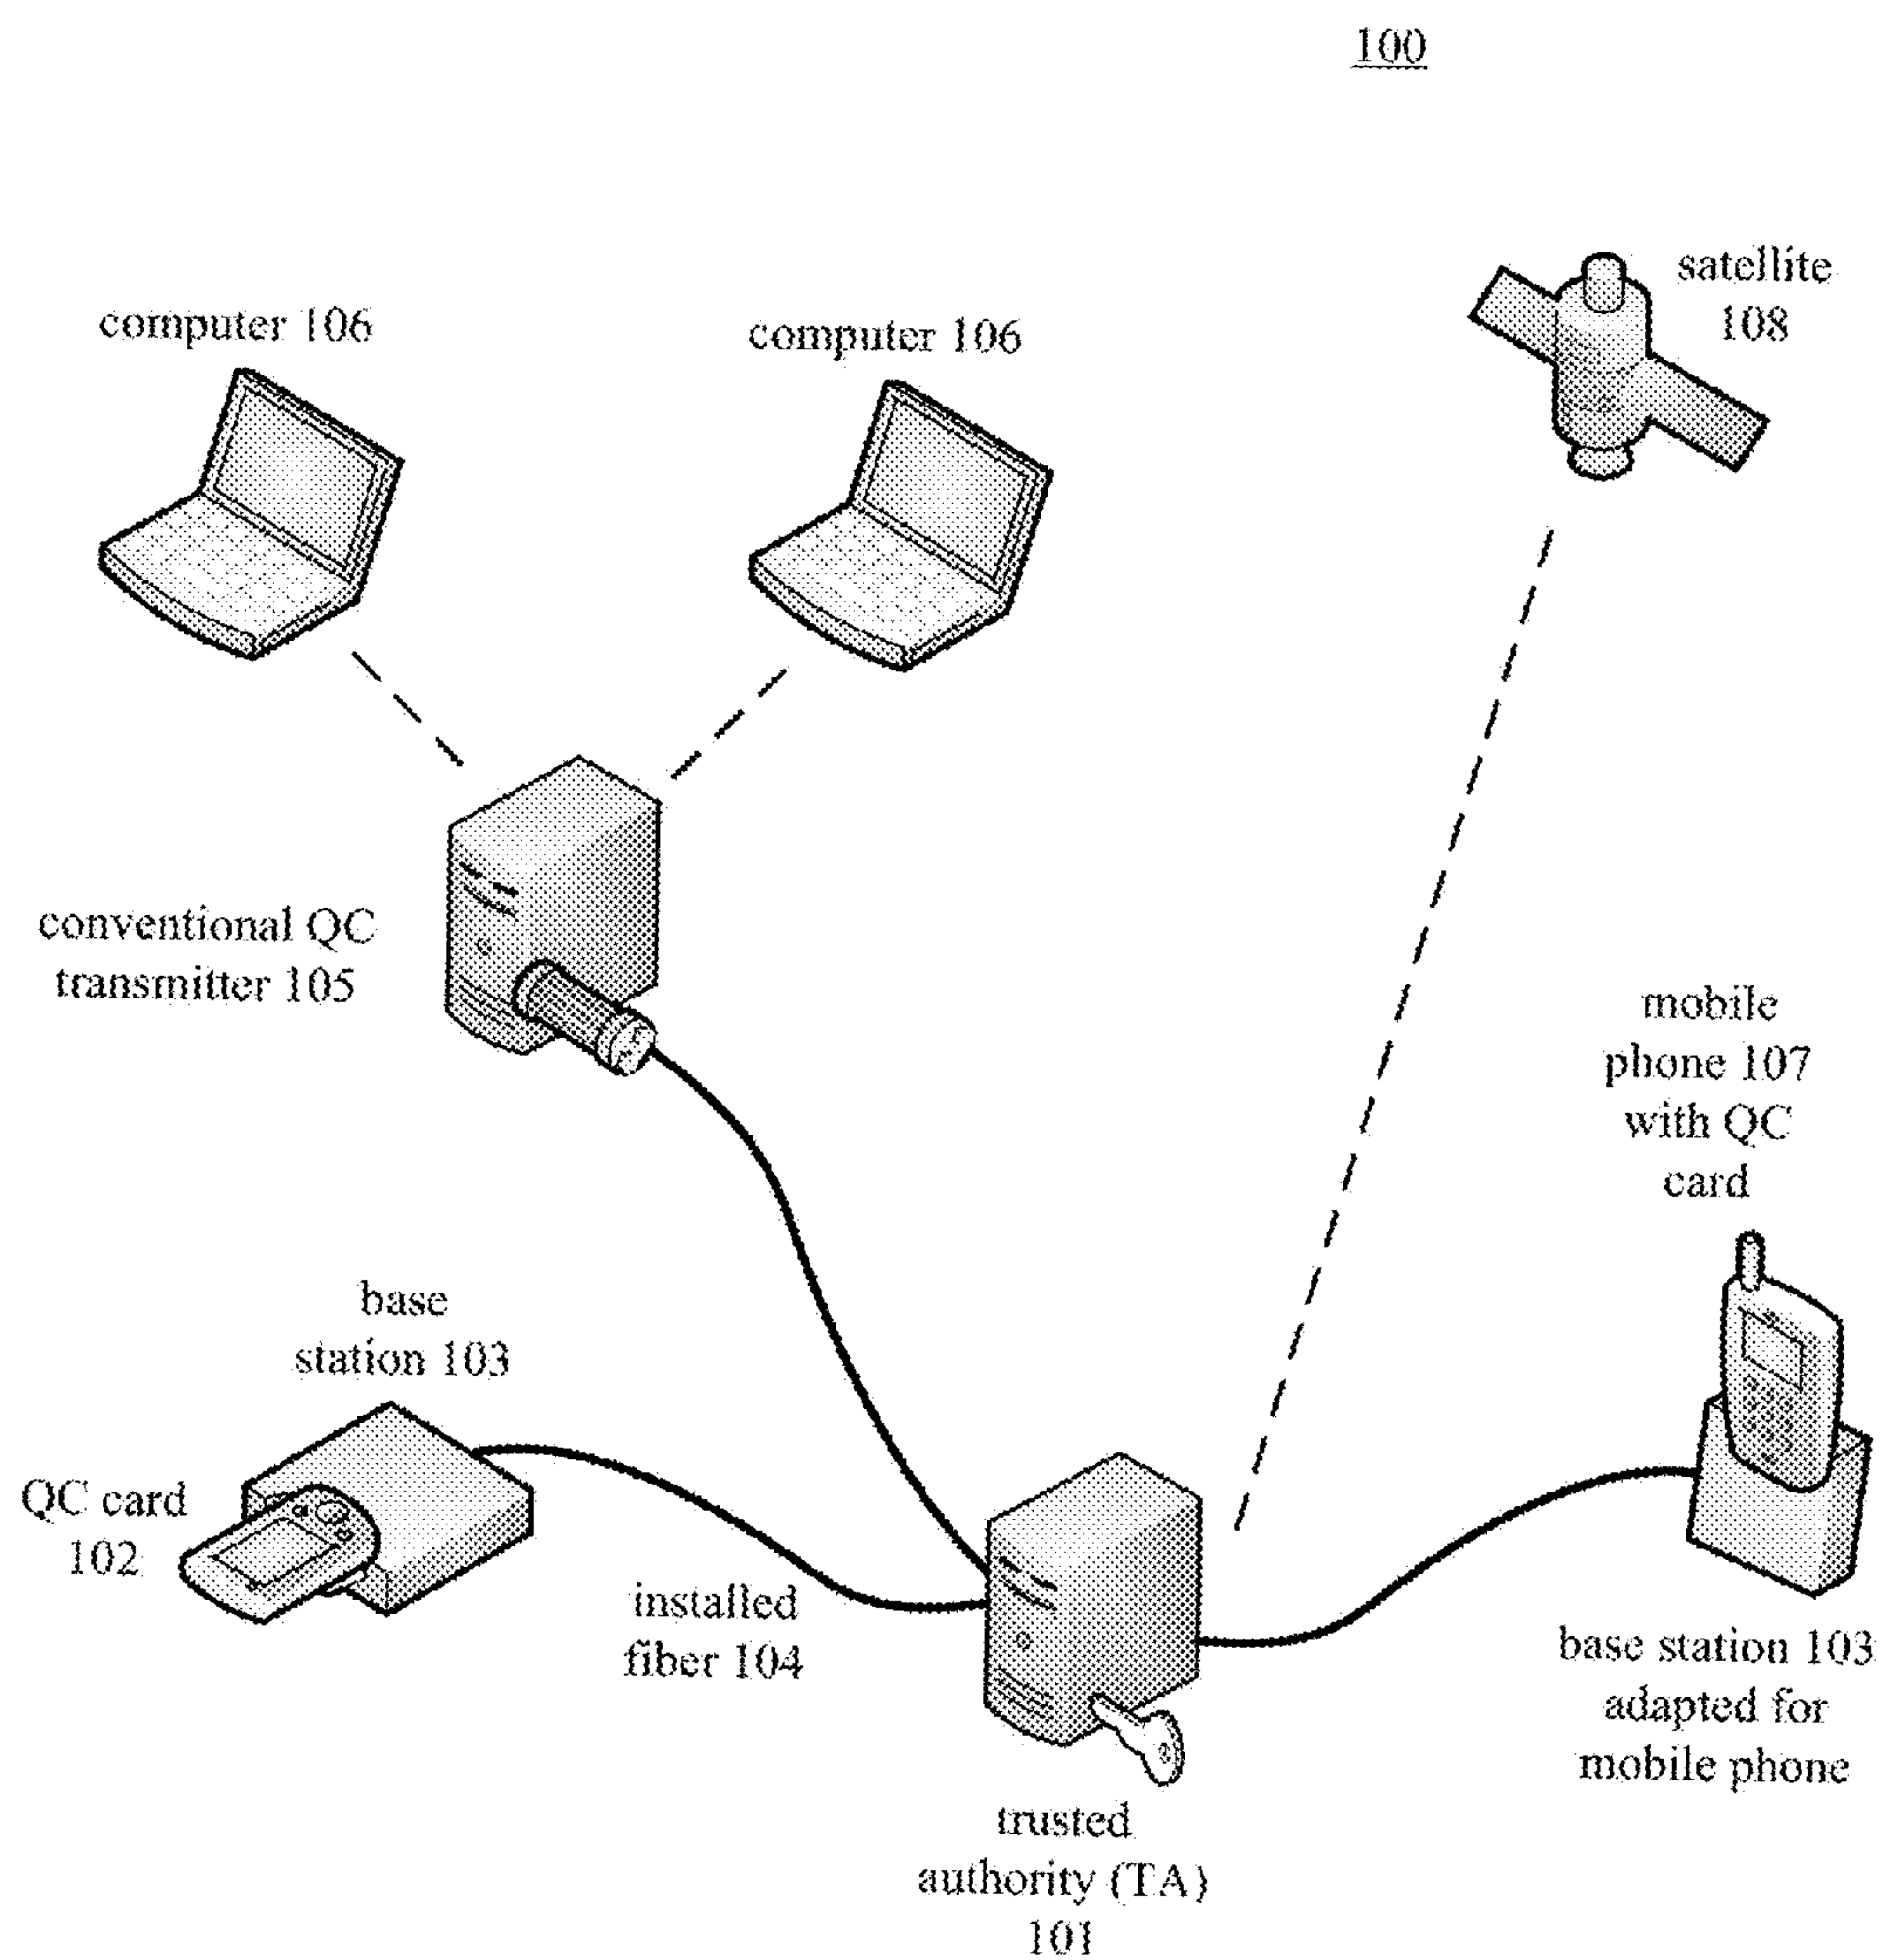 100
satellite
108
computer 106
computer 106
conventional QC
transmitter 105
mobile
phone 107
with QC
card
base
station 103
QC card
102
installed
fiber 104
base station 103
adapted for
mobile phone
trusted
authority (TA)
101